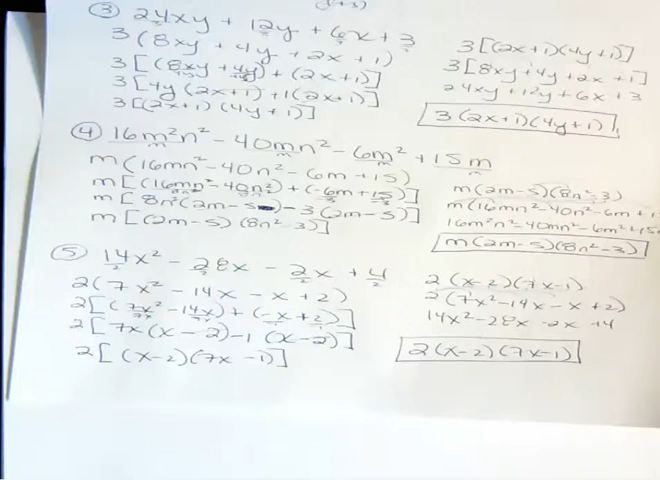 ③ 24xy + 12y + 6x + 3
3(8xy + 4y + 2x + 1)
3[(8xy + 4y) + (2x + 1)]
3[4y(2x+1) + 1(2x+1)]
3[(2x+1)(4y+1)]
3[(2x+1)(4y+1)]
3[8xy + 4y + 2x + 1]
24xy + 12y + 6x + 3
3(2x+1)(4y+1)
④ 16m²n² - 40mn² - 6m² + 15m
m(16mn² - 40n² - 6m + 15)
m[(16mn² - 40n²) + (-6m + 15)]
m[8n²(2m-5) - 3(2m-5)]
m[(2m-5)(8n²-3)]
m(2m-5)(8n²-3)
m(16mn² - 40n² - 6m + 1
16m²n² - 40mn² - 6m² + 15
m(2m-5)(8n²-3)
⑤ 14x² - 28x - 2x + 4
2(7x² - 14x - x + 2)
2[(7x² - 14x) + (-x + 2)]
2[7x(x-2) - 1(x-2)]
2[(x-2)(7x-1)]
2(x-2)(7x-1)
2(7x² - 14x - x + 2)
14x² - 28x - 2x + 4
2(x-2)(7x-1)